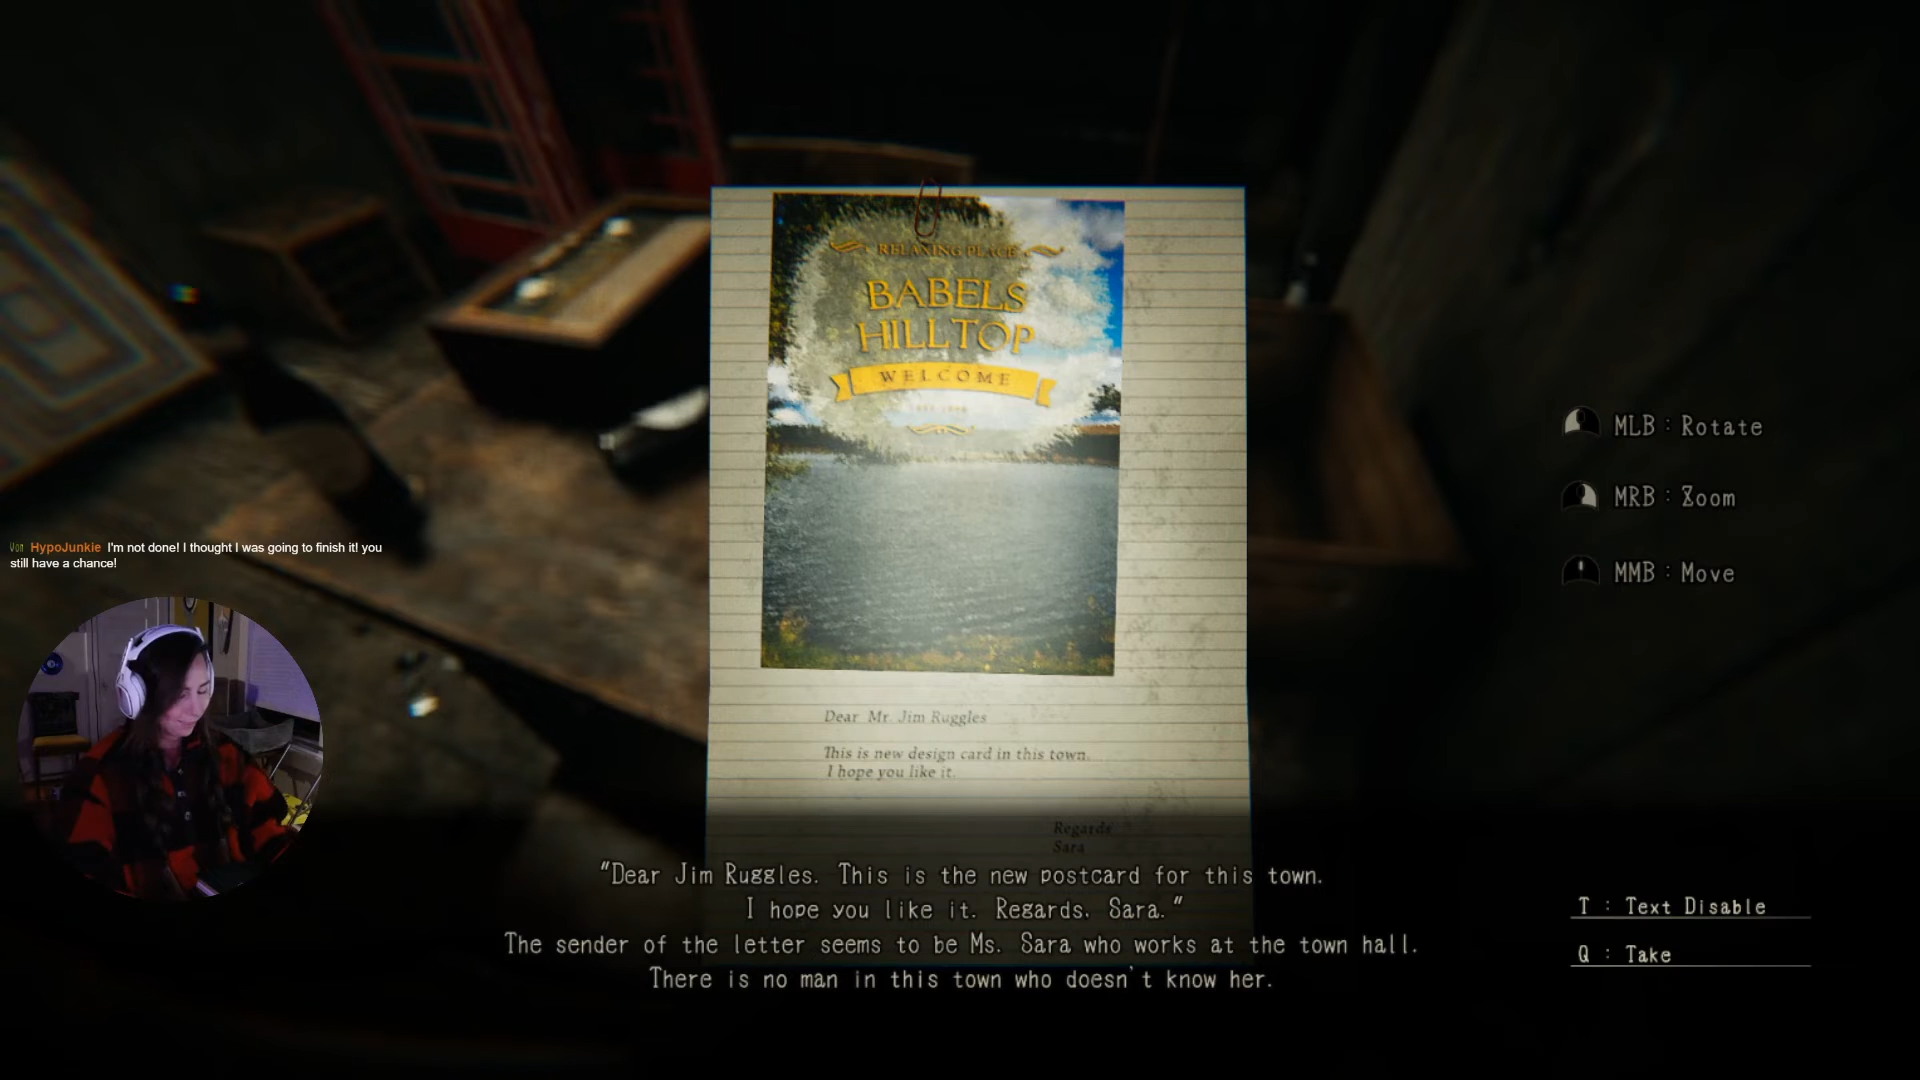 RELAXING PLACE
BABELS
HILLTOP
WELCOME
Dear Mr. Jim Ruggles
This is new design card in this town.
I hope you like it.
Regards
Sara
MLB : Rotate
MRB : Zoom
MMB : Move
Von HypoJunkie I'm not done! I thought I was going to finish it! you
still have a chance!
"Dear Jim Ruggles. This is the new postcard for this town.
I hope you like it. Regards. Sara."
The sender of the letter seems to be Ms. Sara who works at the town hall.
There is no man in this town who doesn't know her.
T : Text Disable
Q : Take